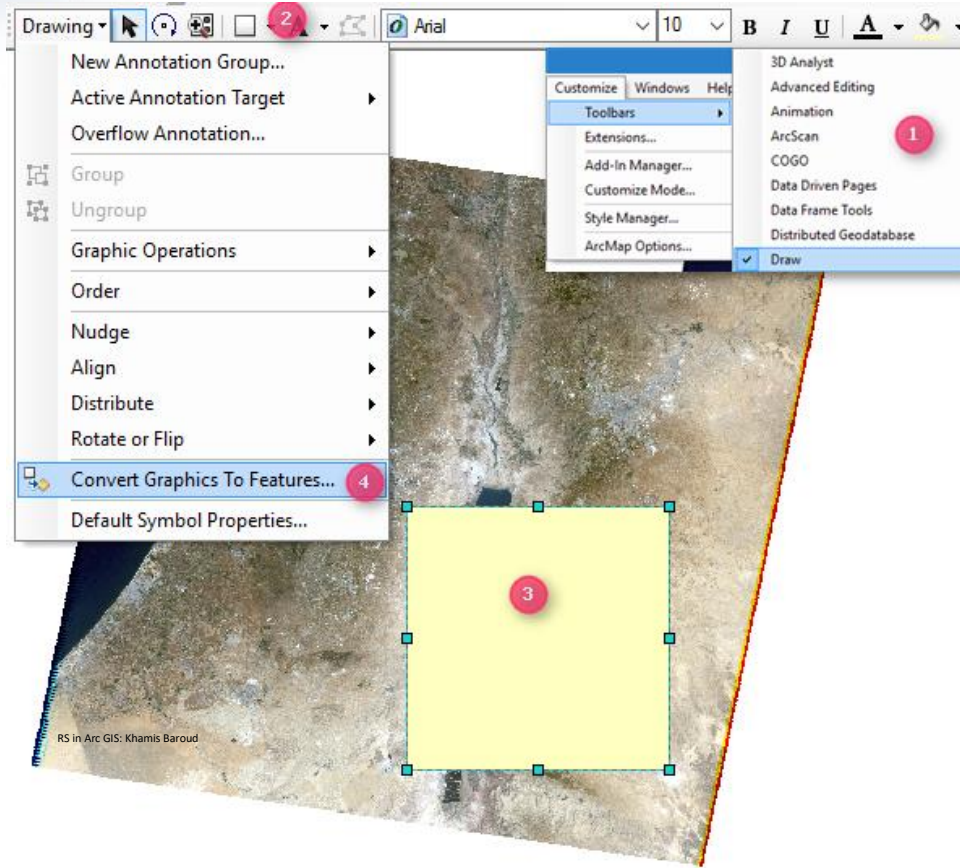 Drawing 2 Arial 10 B I U A
New Annotation Group...
Active Annotation Target
Overflow Annotation...
Group
Ungroup
Graphic Operations
Order
Nudge
Align
Distribute
Rotate or Flip
Convert Graphics To Features... 4
Default Symbol Properties...
Customize Windows Help
Toolbars
Extensions...
Add-In Manager...
Customize Mode...
Style Manager...
ArcMap Options...
3D Analyst
Advanced Editing
Animation
ArcScan 1
COGO
Data Driven Pages
Data Frame Tools
Distributed Geodatabase
Draw
3
RS in Arc GIS: Khamis Baroud